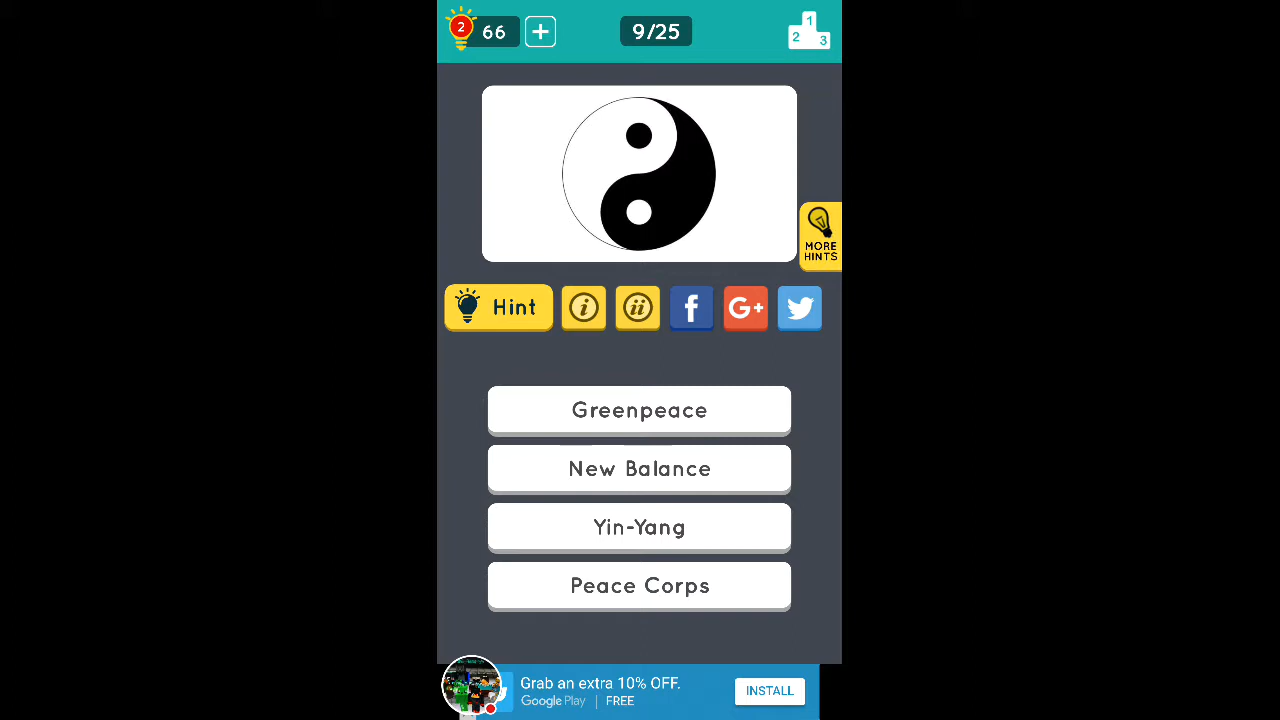 2 66 + 9/25 1 2 3
MORE
HINTS
Hint i ii f G+
Greenpeace
New Balance
Yin-Yang
Peace Corps
Grab an extra 10% OFF.
Google Play | FREE
INSTALL